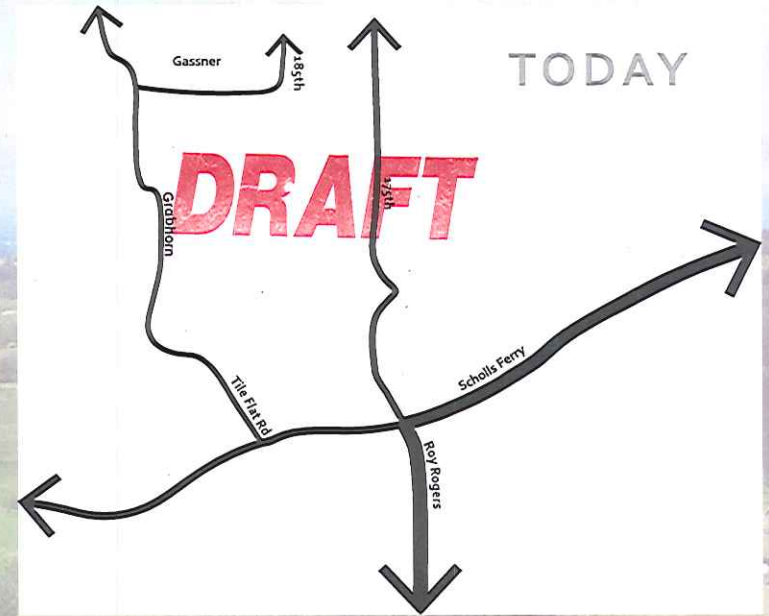 TODAY
Gassner
185th
DRAFT
175th
Grabhorn
Scholls Ferry
Tile Flat Rd
Roy Rogers